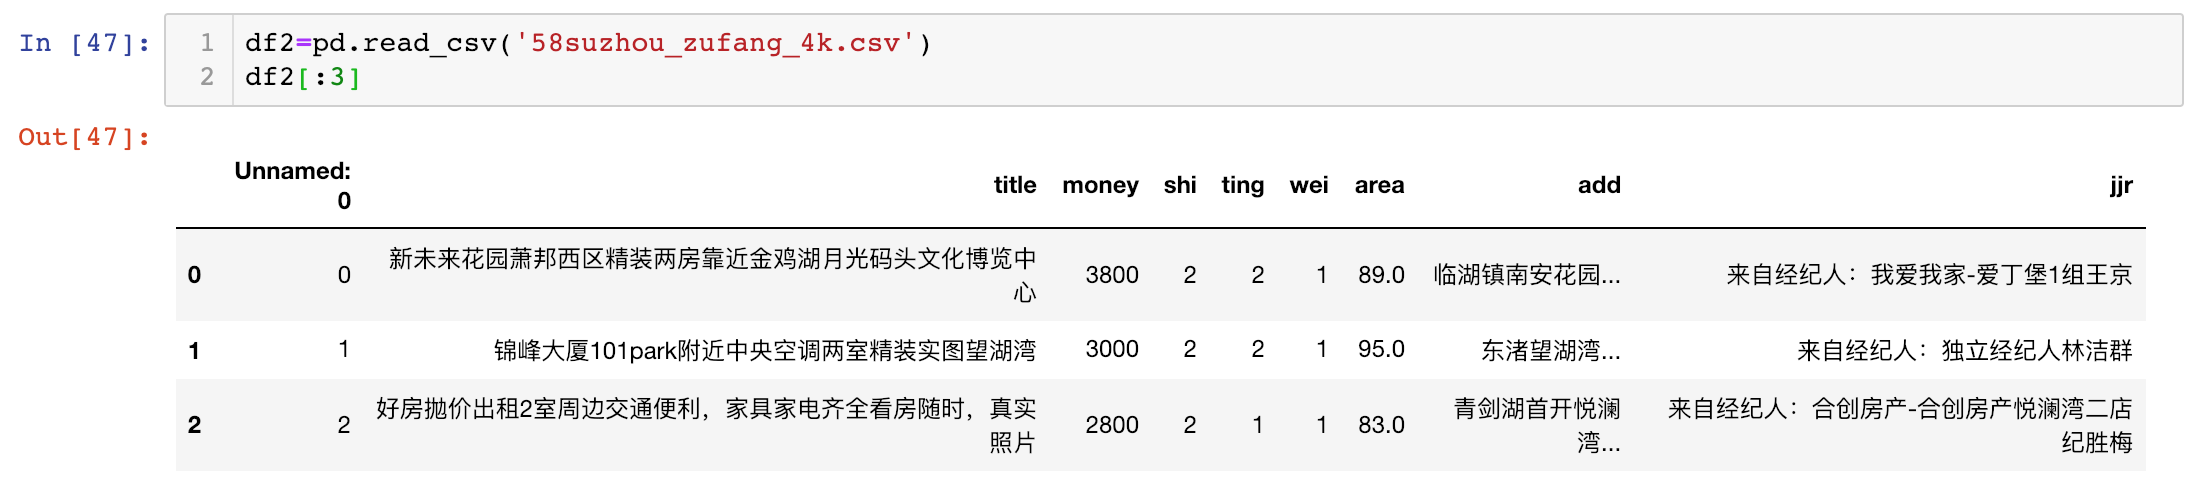 In [47]:
1 df2=pd.read_csv('58suzhou_zufang_4k.csv')
2 df2[:3]
Out[47]:
Unnamed: 0 title money shi ting wei area add jjr
0 0 新未来花园萧邦西区精装两房靠近金鸡湖月光码头文化博览中
心 3800 2 2 1 89.0 临湖镇南安花园... 来自经纪人：我爱我家-爱丁堡1组王京
1 1 锦峰大厦101park附近中央空调两室精装实图望湖湾 3000 2 2 1 95.0 东渚望湖湾... 来自经纪人：独立经纪人林洁群
2 2 好房抛价出租2室周边交通便利，家具家电齐全看房随时，真实
照片 2800 2 1 1 83.0 青剑湖首开悦澜
湾... 来自经纪人：合创房产-合创房产悦澜湾二店
纪胜梅